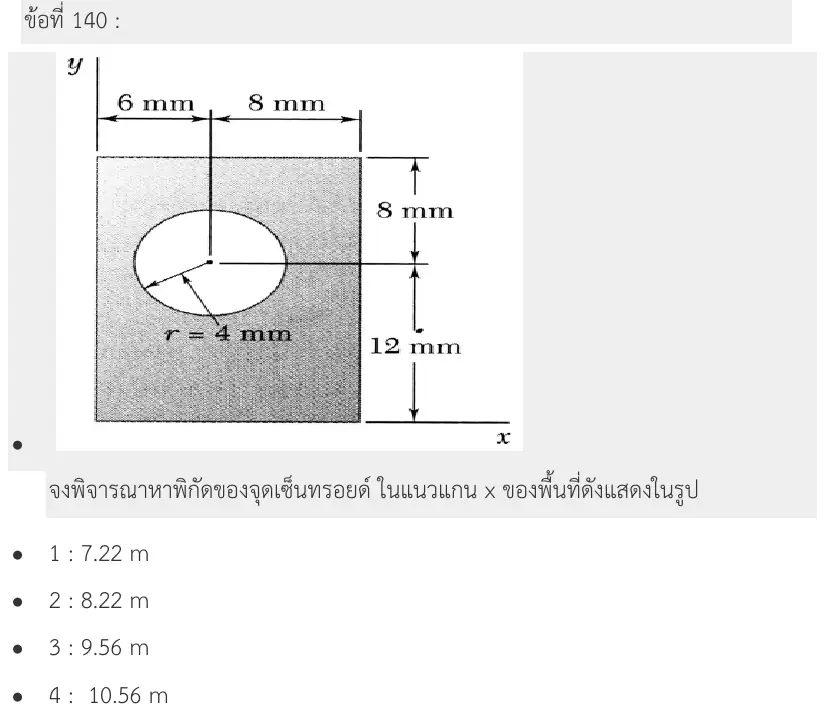 ข้อที่ 140 :
y
6 mm 8 mm
8 mm
r = 4 mm
12 mm
x
จงพิจารณาหาพิกัดของจุดเซ็นทรอยด์ ในแนวแกน x ของพื้นที่ดังแสดงในรูป
1 : 7.22 m
2 : 8.22 m
3 : 9.56 m
4 : 10.56 m